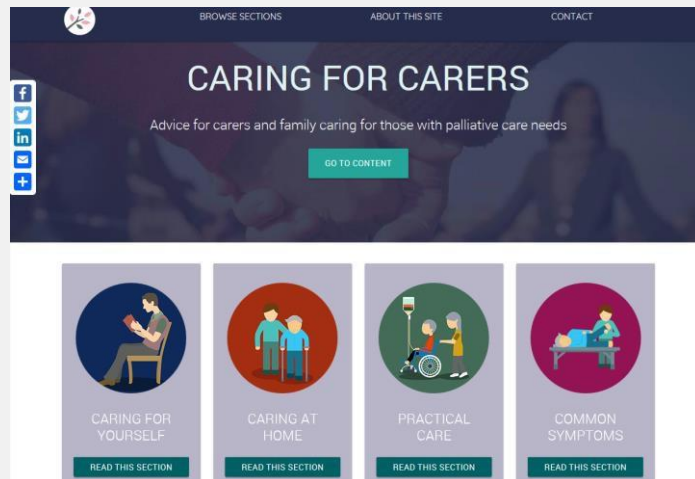 BROWSE SECTIONS
ABOUT THIS SITE
CONTACT
CARING FOR CARERS
Advice for carers and family caring for those with palliative care needs
GO TO CONTENT
CARING FOR
YOURSELF
READ THIS SECTION
CARING AT
HOME
READ THIS SECTION
PRACTICAL
CARE
READ THIS SECTION
COMMON
SYMPTOMS
READ THIS SECTION